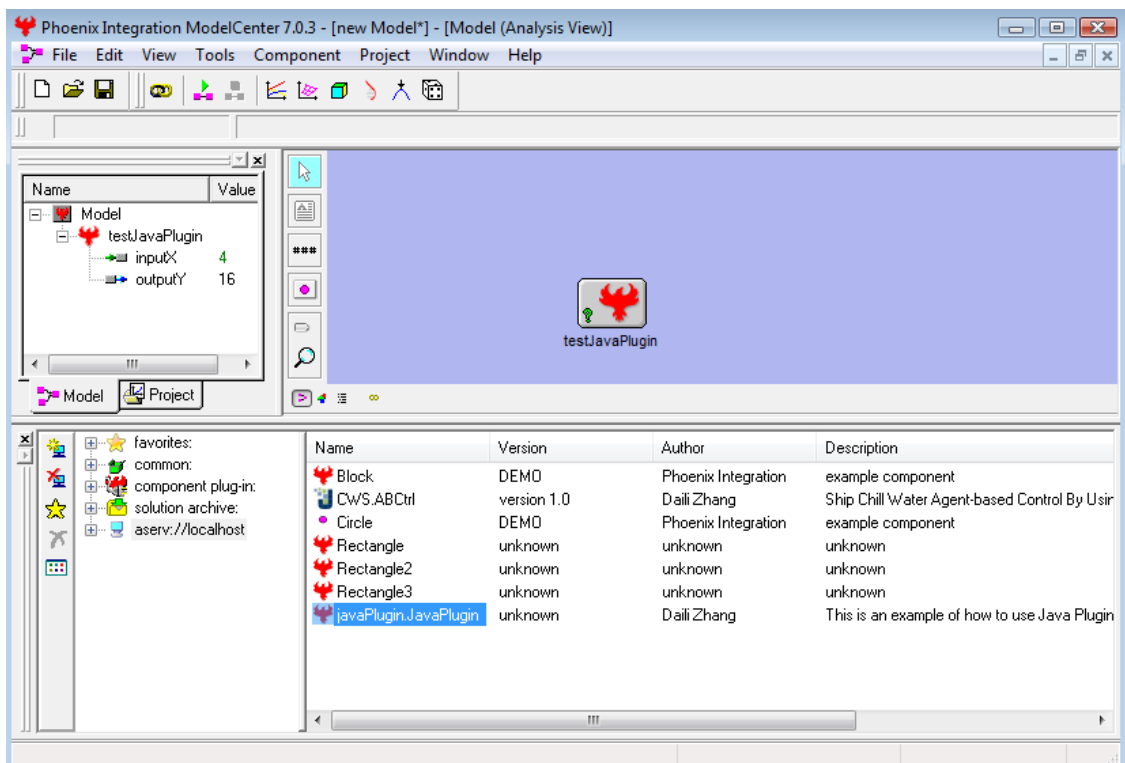 Phoenix Integration ModelCenter 7.0.3 - [new Model*] - [Model (Analysis View)]
File Edit View Tools Component Project Window Help
Name Value
Model
testJavaPlugin
inputX 4
outputY 16
###
testJavaPlugin
Model Project
favorites:
common:
component plug-in:
solution archive:
aserv://localhost
Name Version Author Description
Block DEMO Phoenix Integration example component
CWS.ABCtrl version 1.0 Daili Zhang Ship Chill Water Agent-based Control By Usin
Circle DEMO Phoenix Integration example component
Rectangle unknown unknown unknown
Rectangle2 unknown unknown unknown
Rectangle3 unknown unknown unknown
javaPlugin.JavaPlugin unknown Daili Zhang This is an example of how to use Java Plugin